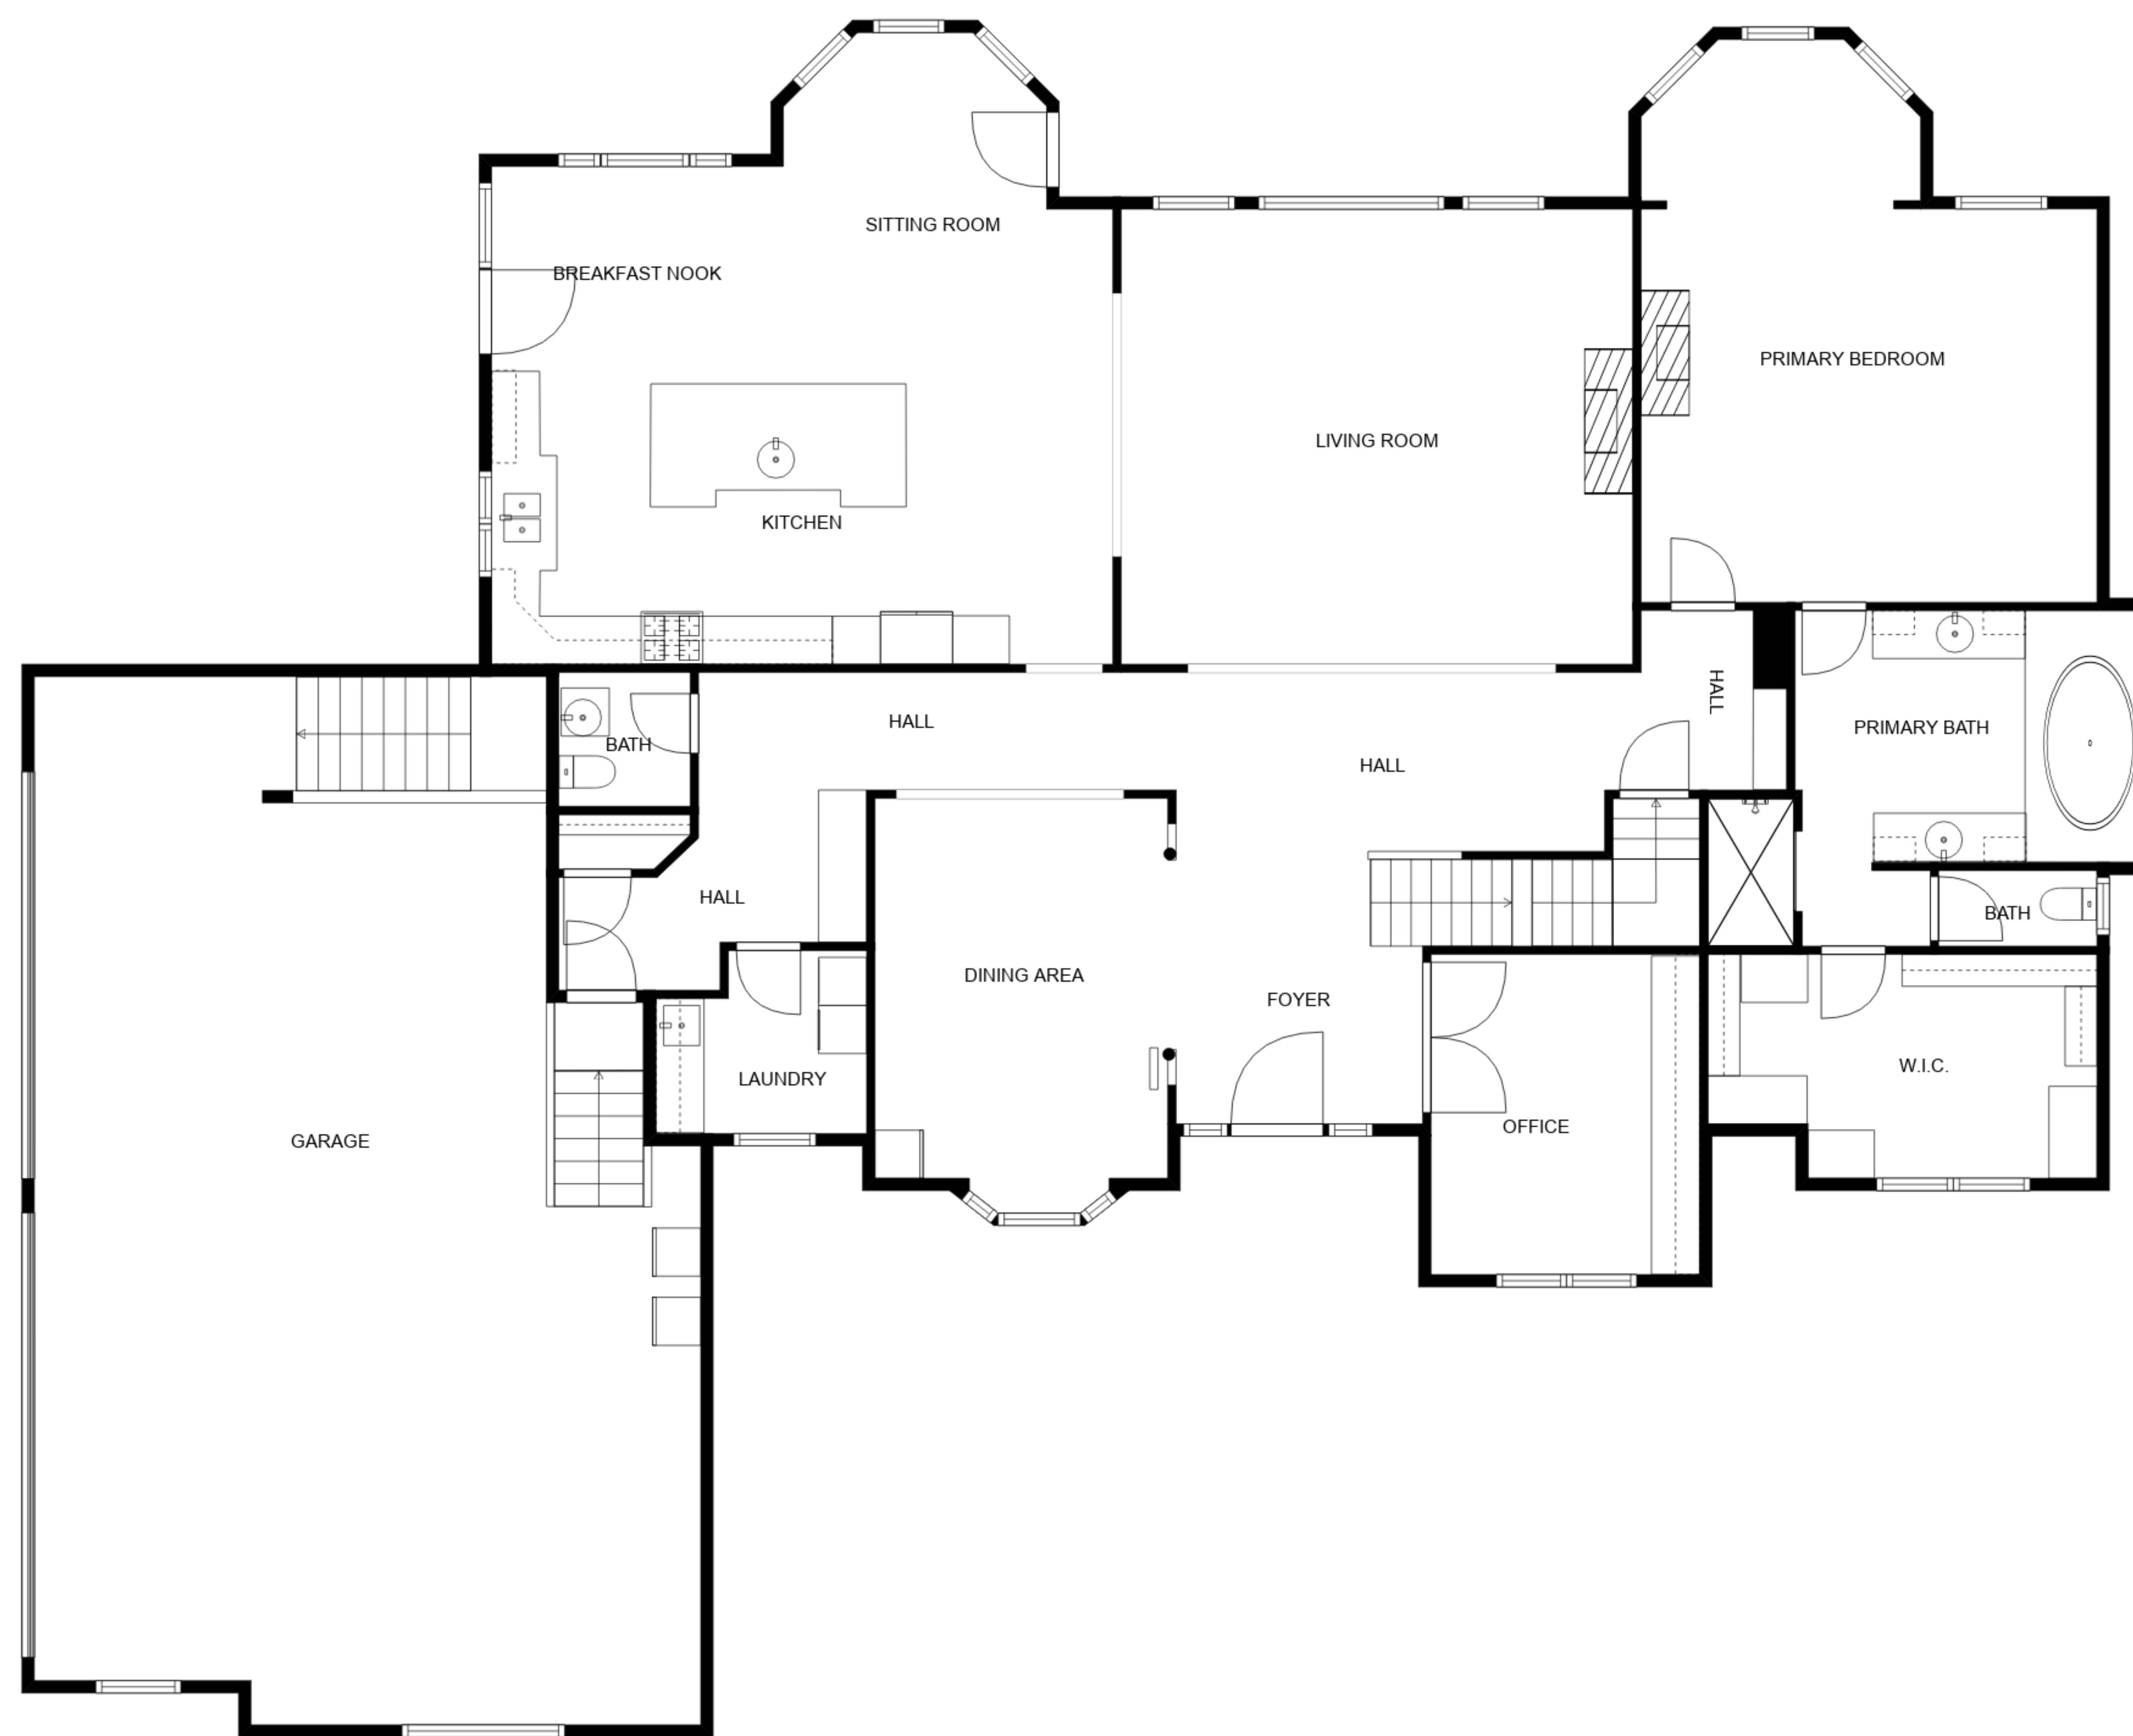 SITTING ROOM
BREAKFAST NOOK
PRIMARY BEDROOM
LIVING ROOM
KITCHEN
HALL
HALL
PRIMARY BATH
BATH
HALL
HALL
BATH
DINING AREA
FOYER
W.I.C.
LAUNDRY
OFFICE
GARAGE